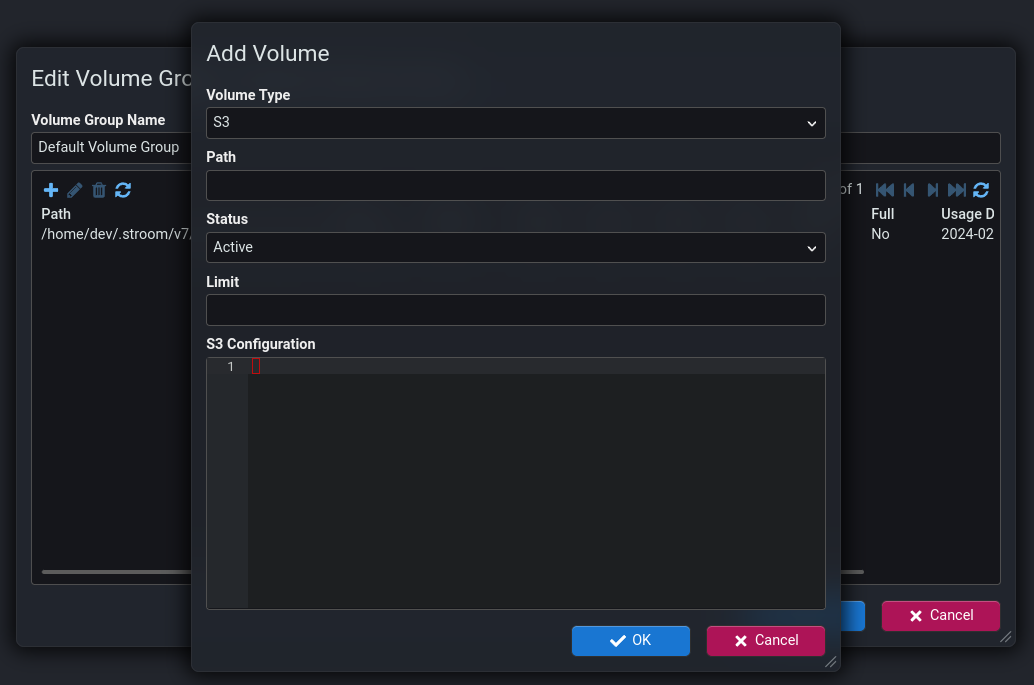 Add Volume
Edit Volume Gro
Volume Type
S3
Volume Group Name
Default Volume Group
Path
of 1
Path
Full
Usage D
/home/dev/.stroom/v7/
No
2024-02
Status
Active
Limit
S3 Configuration
1
OK
Cancel
Cancel